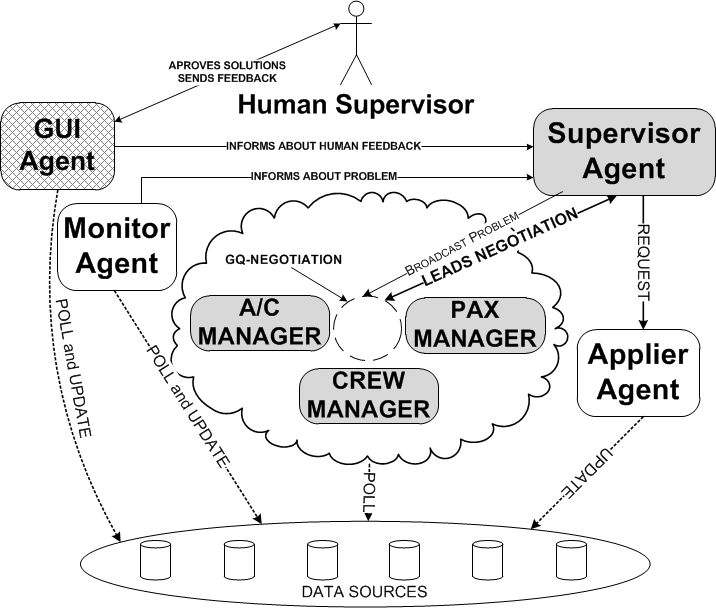 APROVES SOLUTIONS
SENDS FEEDBACK
Human Supervisor
GUI
Agent
INFORMS ABOUT HUMAN FEEDBACK
Supervisor
Agent
INFORMS ABOUT PROBLEM
Monitor
Agent
BROADCAST PROBLEM
LEADS NEGOTIATION
REQUEST
GQ-NEGOTIATION
A/C
MANAGER
PAX
MANAGER
CREW
MANAGER
Applier
Agent
POLL and UPDATE
POLL and UPDATE
POLL
UPDATE
DATA SOURCES